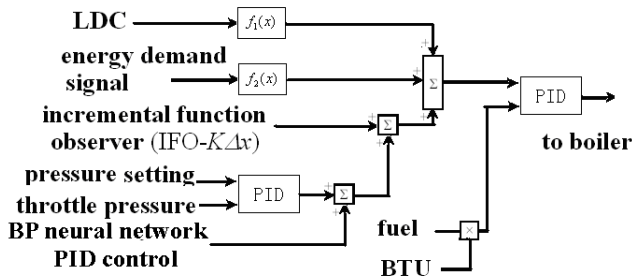 LDC
f₁(x)
energy demand
signal
f₂(x)
Σ
PID
to boiler
incremental function
observer (IFO-KΔx)
Σ
pressure setting
throttle pressure
PID
Σ
BP neural network
PID control
fuel
×
BTU